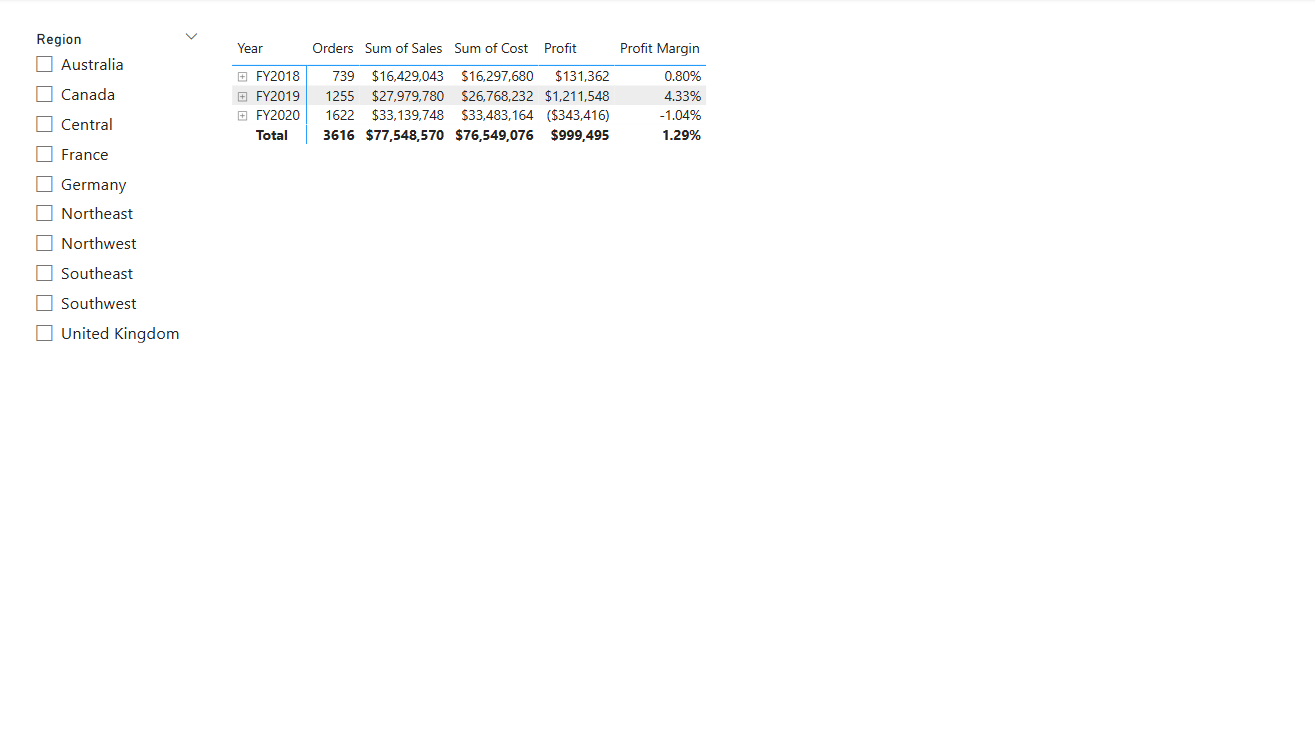 Region
Australia
Canada
Central
France
Germany
Northeast
Northwest
Southeast
Southwest
United Kingdom
Year Orders Sum of Sales Sum of Cost Profit Profit Margin
FY2018 739 $16,429,043 $16,297,680 $131,362 0.80%
FY2019 1255 $27,979,780 $26,768,232 $1,211,548 4.33%
FY2020 1622 $33,139,748 $33,483,164 ($343,416) -1.04%
Total 3616 $77,548,570 $76,549,076 $999,495 1.29%